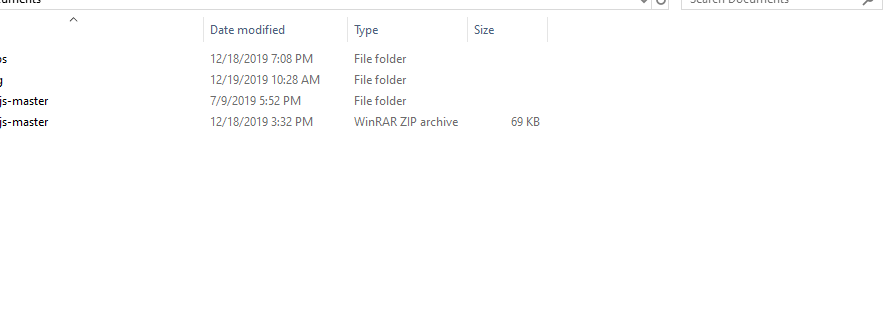 cuments
Search Documents
Date modified Type Size
os 12/18/2019 7:08 PM File folder
g 12/19/2019 10:28 AM File folder
js-master 7/9/2019 5:52 PM File folder
js-master 12/18/2019 3:32 PM WinRAR ZIP archive 69 KB